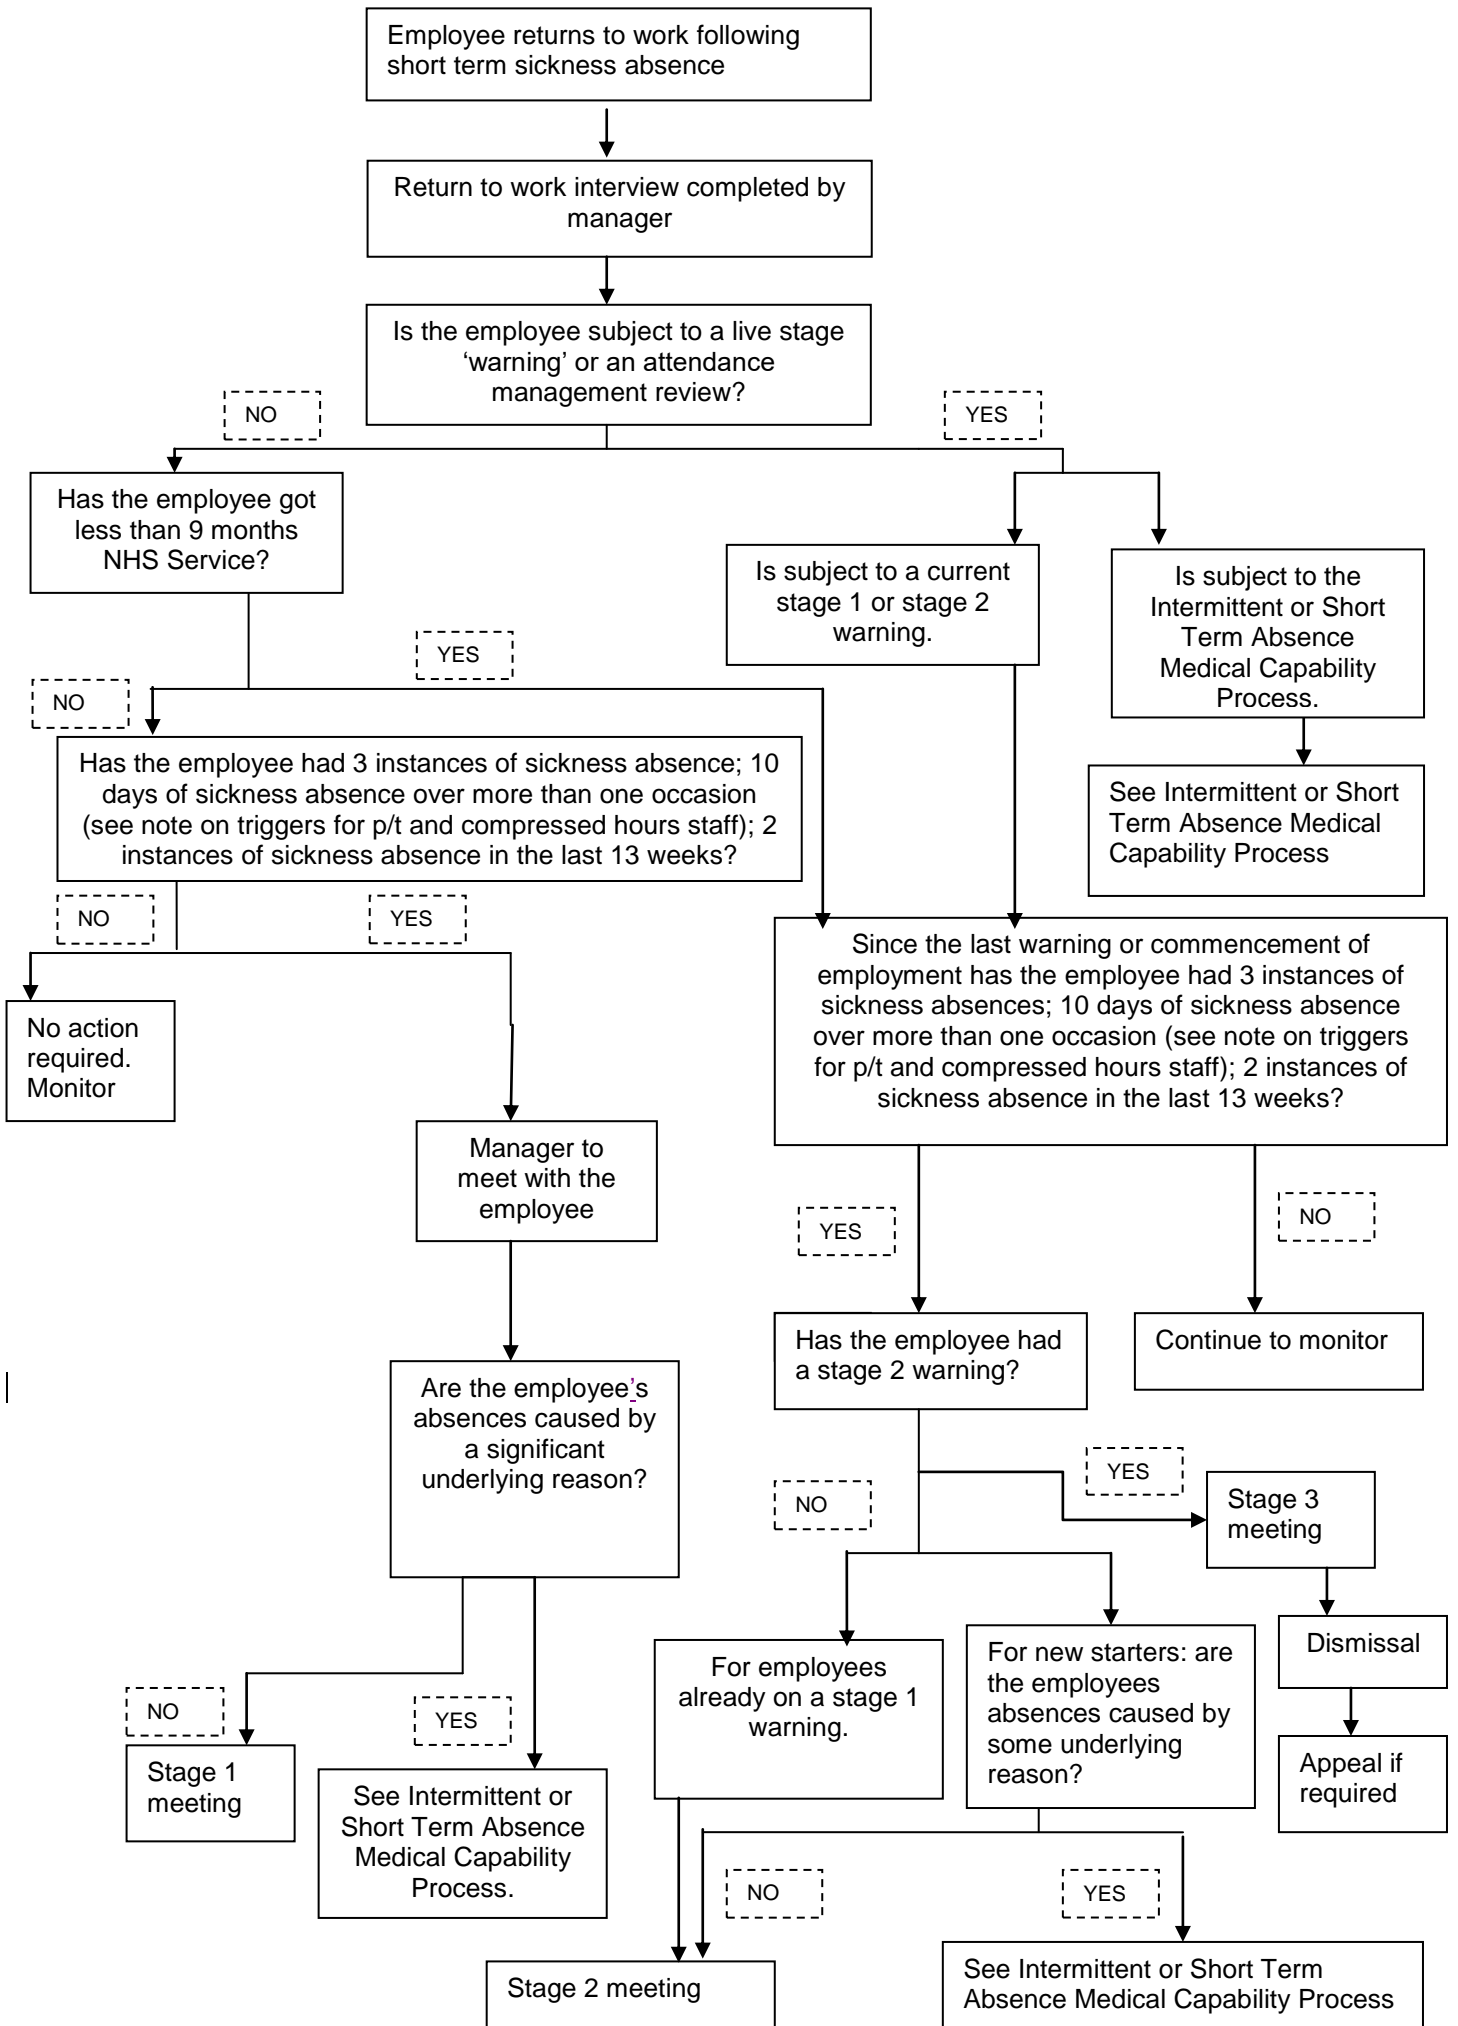 Employee returns to work following
short term sickness absence
Return to work interview completed by
manager
Is the employee subject to a live stage
‘warning’ or an attendance
management review?
NO
YES
Has the employee got
less than 9 months
NHS Service?
Is subject to a current
stage 1 or stage 2
warning.
Is subject to the
Intermittent or Short
Term Absence
Medical Capability
Process.
YES
NO
Has the employee had 3 instances of sickness absence; 10
days of sickness absence over more than one occasion
(see note on triggers for p/t and compressed hours staff); 2
instances of sickness absence in the last 13 weeks?
See Intermittent or Short
Term Absence Medical
Capability Process
NO
YES
Since the last warning or commencement of
employment has the employee had 3 instances of
sickness absences; 10 days of sickness absence
over more than one occasion (see note on triggers
for p/t and compressed hours staff); 2 instances of
sickness absence in the last 13 weeks?
No action
required.
Monitor
Manager to
meet with the
employee
YES
NO
Has the employee had
a stage 2 warning?
Continue to monitor
Are the employee’s
absences caused by
a significant
underlying reason?
NO
YES
Stage 3
meeting
For employees
already on a stage 1
warning.
For new starters: are
the employees
absences caused by
some underlying
reason?
Dismissal
NO
YES
Stage 1
meeting
See Intermittent or
Short Term Absence
Medical Capability
Process.
Appeal if
required
NO
YES
Stage 2 meeting
See Intermittent or Short Term
Absence Medical Capability Process